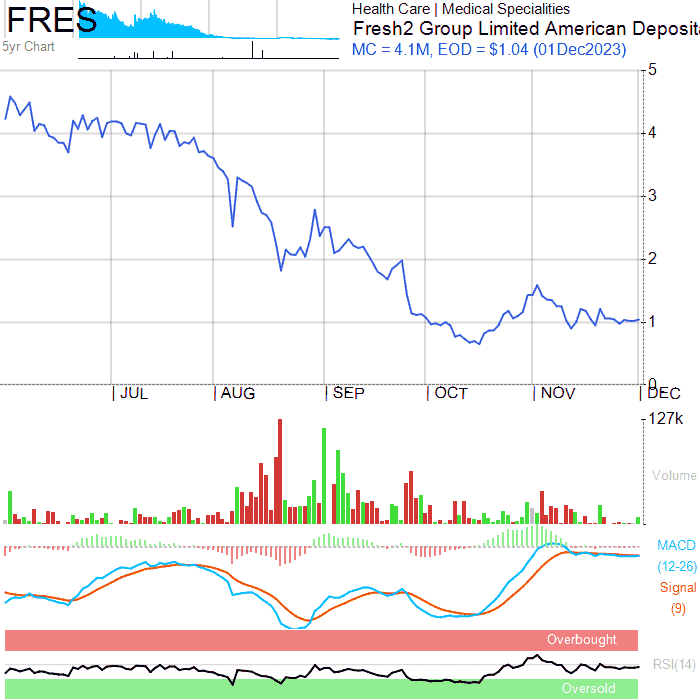 FRES
5yr Chart
Health Care | Medical Specialities
Fresh2 Group Limited American Deposit
MC = 4.1M, EOD = $1.04 (01Dec2023)
5
4
3
2
1
0
JUL AUG SEP OCT NOV DEC
127k
Volume
MACD
(12-26)
Signal
(9)
Overbought
RSI(14)
Oversold